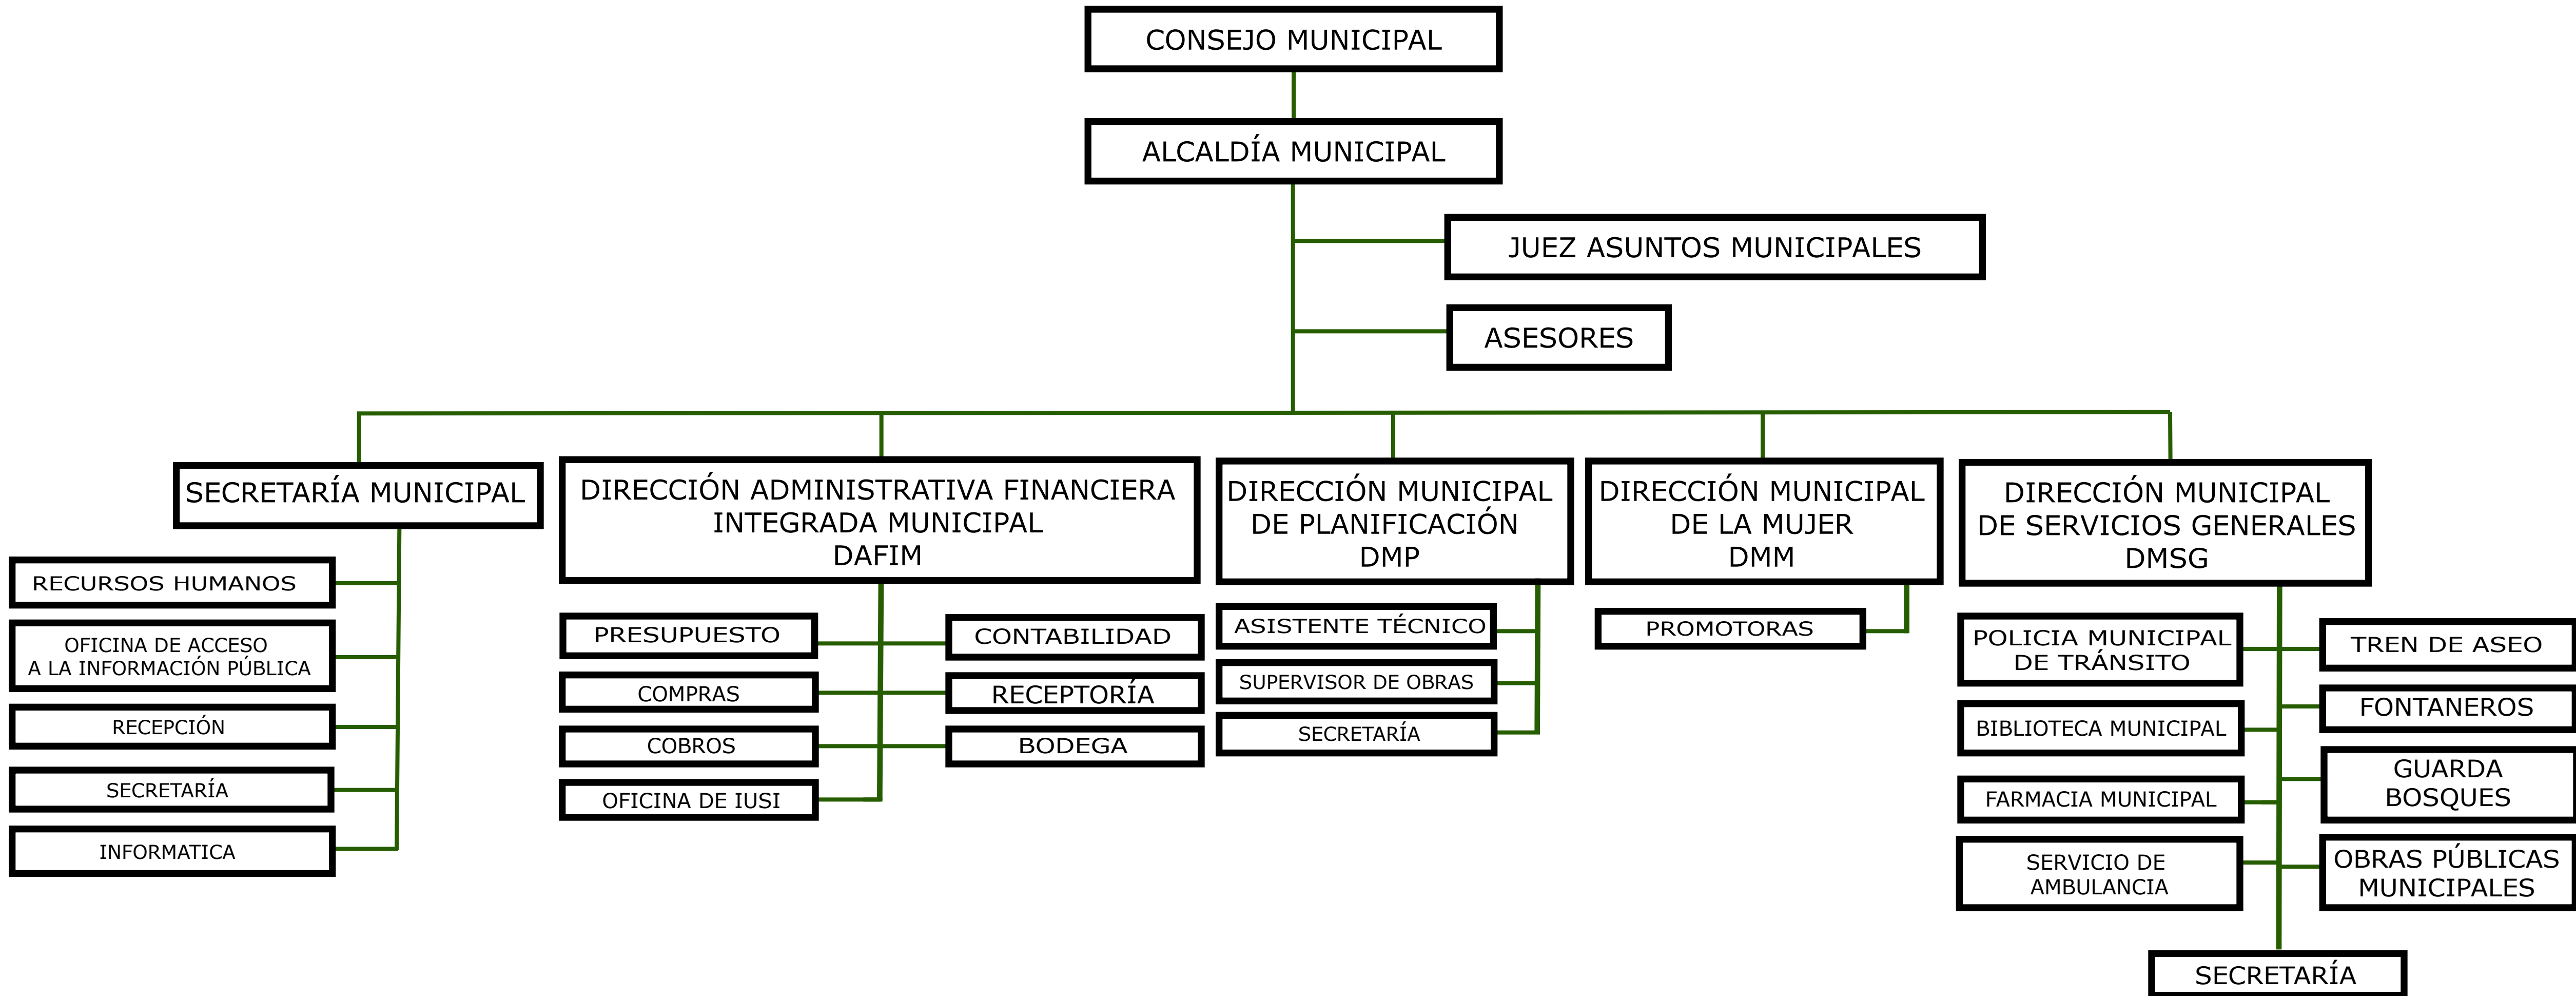 CONSEJO MUNICIPAL
ALCALDÍA MUNICIPAL
JUEZ ASUNTOS MUNICIPALES
ASESORES
SECRETARÍA MUNICIPAL
RECURSOS HUMANOS
OFICINA DE ACCESO
A LA INFORMACIÓN PÚBLICA
RECEPCIÓN
SECRETARÍA
INFORMATICA
DIRECCIÓN ADMINISTRATIVA FINANCIERA
INTEGRADA MUNICIPAL
DAFIM
PRESUPUESTO
CONTABILIDAD
COMPRAS
RECEPTORÍA
COBROS
BODEGA
OFICINA DE IUSI
DIRECCIÓN MUNICIPAL
DE PLANIFICACIÓN
DMP
ASISTENTE TÉCNICO
SUPERVISOR DE OBRAS
SECRETARÍA
DIRECCIÓN MUNICIPAL
DE LA MUJER
DMM
PROMOTORAS
DIRECCIÓN MUNICIPAL
DE SERVICIOS GENERALES
DMSG
POLICIA MUNICIPAL
DE TRÁNSITO
TREN DE ASEO
BIBLIOTECA MUNICIPAL
FONTANEROS
FARMACIA MUNICIPAL
GUARDA
BOSQUES
SERVICIO DE
AMBULANCIA
OBRAS PÚBLICAS
MUNICIPALES
SECRETARÍA